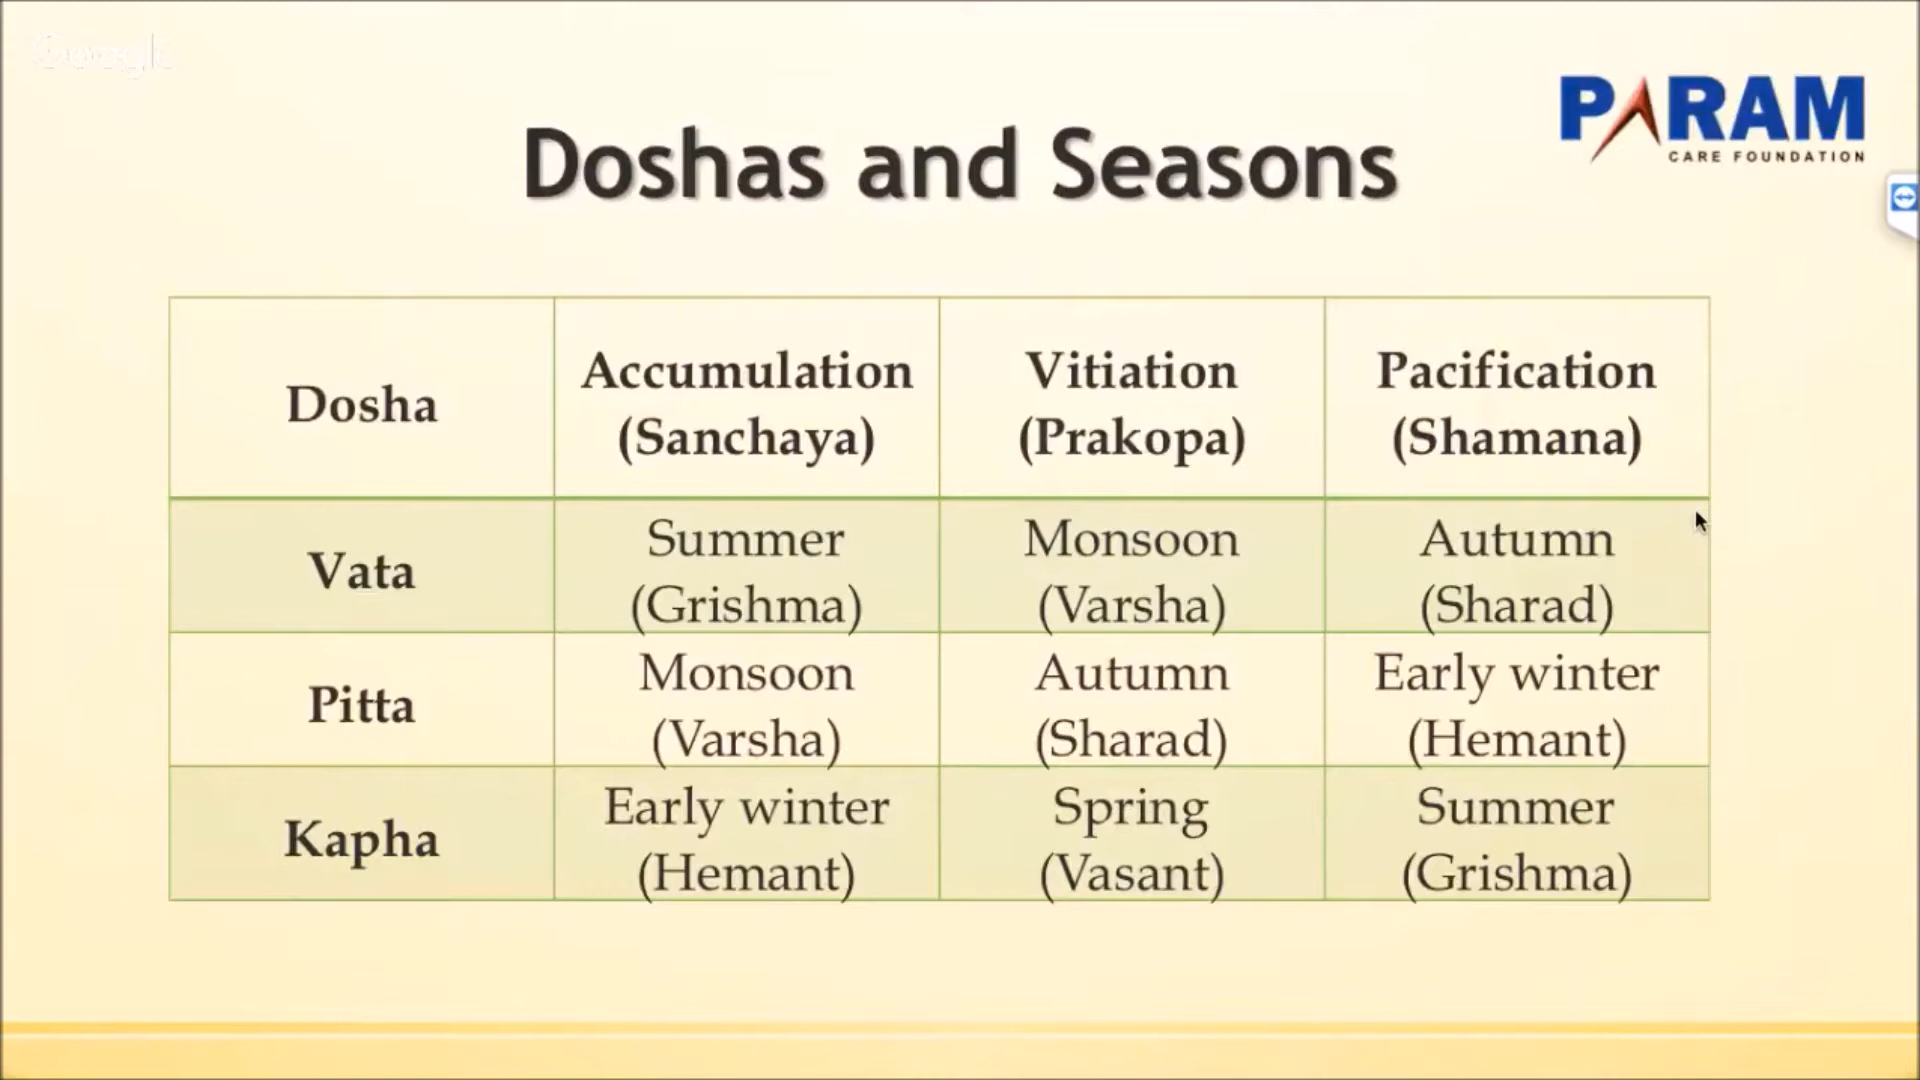 Google
PARAM
CARE FOUNDATION
Doshas and Seasons
Dosha
Accumulation
(Sanchaya)
Vitiation
(Prakopa)
Pacification
(Shamana)
Vata
Summer
(Grishma)
Monsoon
(Varsha)
Autumn
(Sharad)
Pitta
Monsoon
(Varsha)
Autumn
(Sharad)
Early winter
(Hemant)
Kapha
Early winter
(Hemant)
Spring
(Vasant)
Summer
(Grishma)